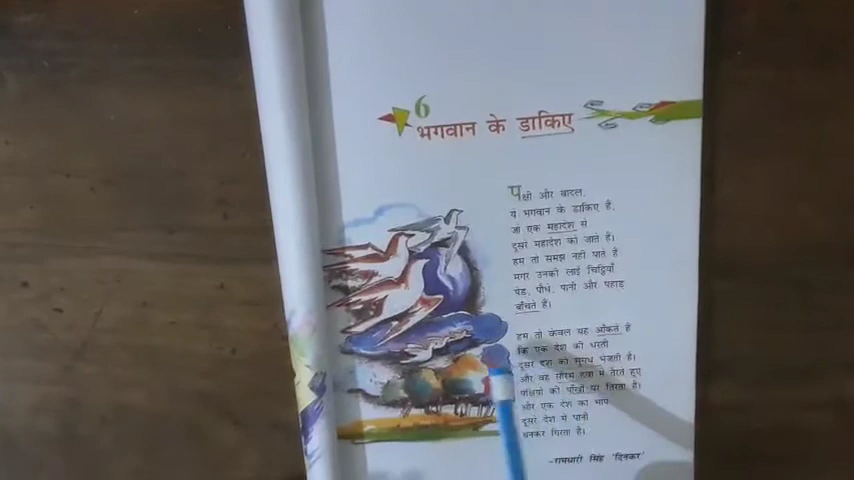 6
भगवान के डाकिए
पक्षी और बादल,
ये भगवान के डाकिए हैं,
जो एक महादेश से
दूसरे महादेश को जाते हैं
हम तो समझ नहीं पाते हैं
मगर उनकी लाई चिट्ठियाँ
पेड़, पौधे, पानी और पहाड़
बाँचते हैं।
हम तो केवल यह आँकते हैं
कि एक देश की धरती
दूसरे देश को सुगंध भेजती है।
और वह सौरभ हवा में तैरते हुए
पक्षियों की पाँखों पर तिरता है।
और एक देश का भाप
दूसरे देश में पानी
बनकर गिरता है।
-रामधारी सिंह 'दिनकर'